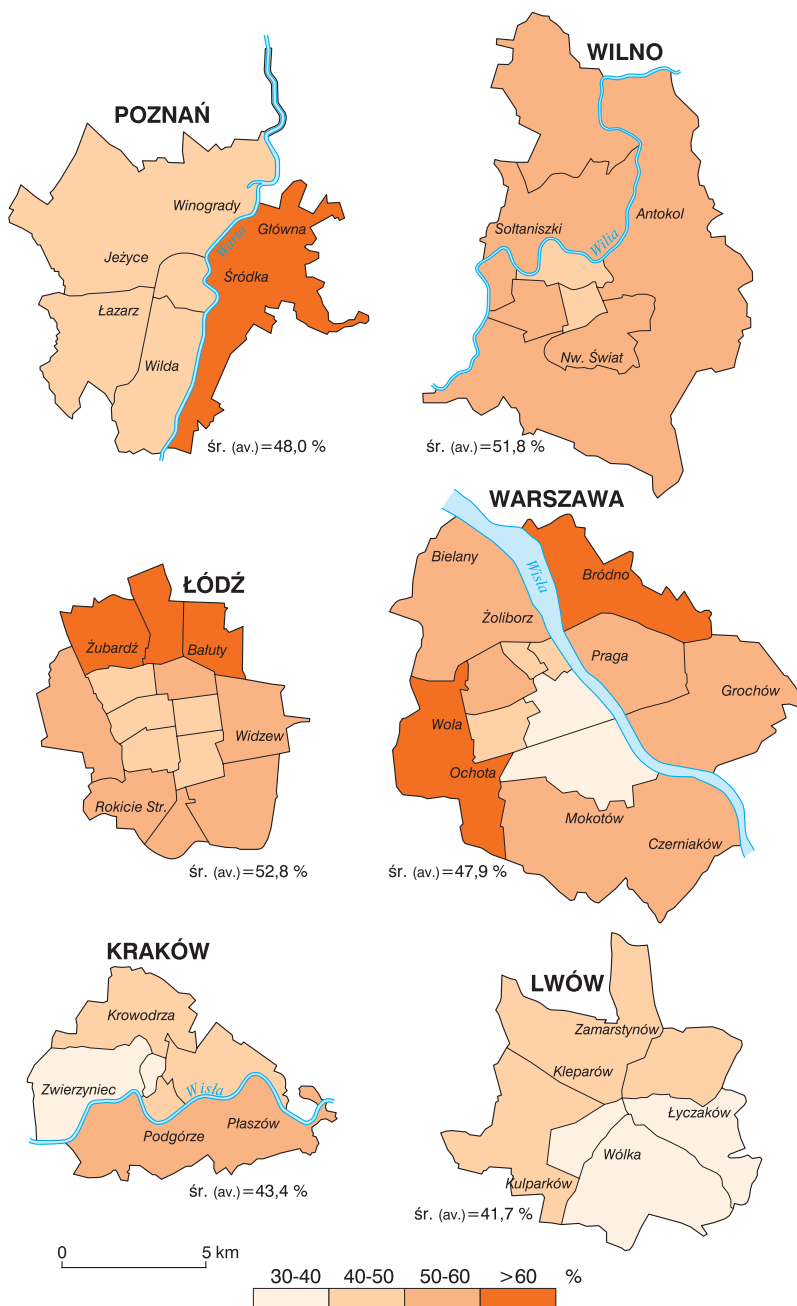 POZNAŃ
Winogrady
Główna
Warta
Jeżyce
Śródka
Łazarz
Wilda
śr. (av.)=48,0 %
WILNO
Antokol
Sołtaniszki
Wilia
Nw. Świat
śr. (av.)=51,8 %
ŁÓDŹ
Żubardź
Bałuty
Widzew
Rokicie Str.
śr. (av.)=52,8 %
WARSZAWA
Bielany
Wisła
Bródno
Żoliborz
Praga
Grochów
Wola
Ochota
Mokotów
Czerniaków
śr. (av.)=47,9 %
KRAKÓW
Krowodrza
Zwierzyniec
Wisła
Płaszów
Podgórze
śr. (av.)=43,4 %
LWÓW
Zamarstynów
Kleparów
Łyczaków
Wólka
Kulparków
śr. (av.)=41,7 %
0 5 km
30-40 40-50 50-60 >60 %